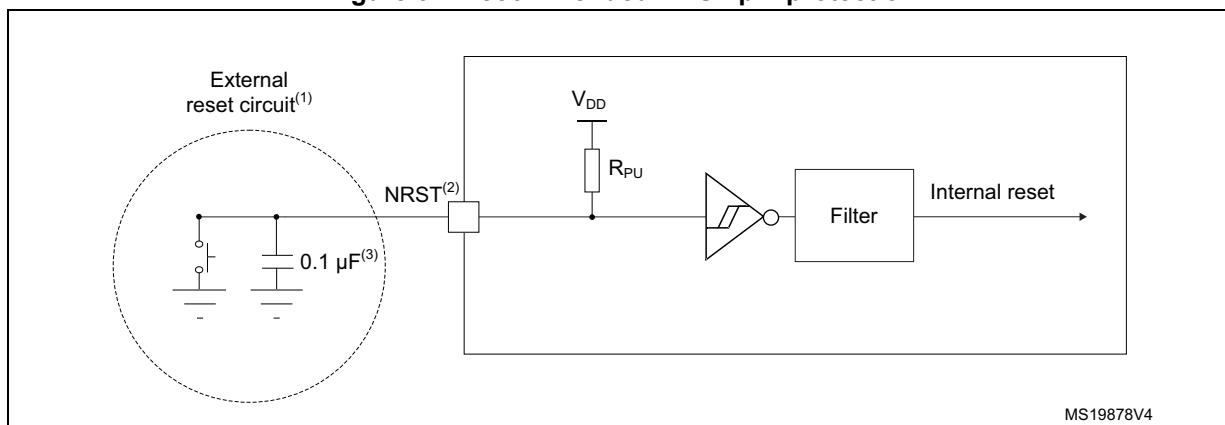 External
reset circuit(1)
VDD
RPU
NRST(2)
Internal reset
Filter
0.1 µF(3)
MS19878V4